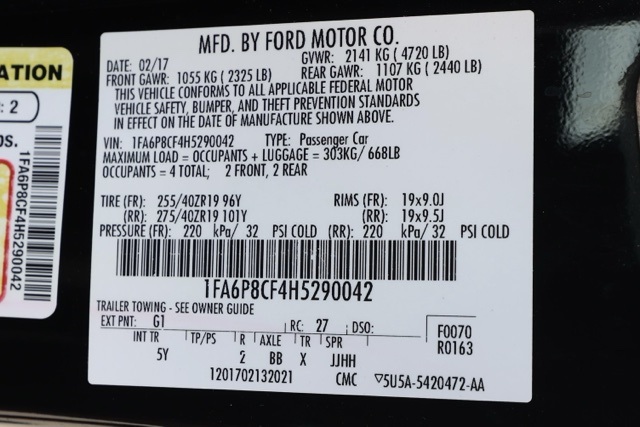 MFD. BY FORD MOTOR CO.
DATE: 02/17 GVWR: 2141 KG ( 4720 LB)
FRONT GAWR: 1055 KG ( 2325 LB) REAR GAWR: 1107 KG ( 2440 LB)
THIS VEHICLE CONFORMS TO ALL APPLICABLE FEDERAL MOTOR
VEHICLE SAFETY, BUMPER, AND THEFT PREVENTION STANDARDS
IN EFFECT ON THE DATE OF MANUFACTURE SHOWN ABOVE.
VIN: 1FA6P8CF4H5290042 TYPE: Passenger Car
MAXIMUM LOAD = OCCUPANTS + LUGGAGE = 303KG/ 668LB
OCCUPANTS = 4 TOTAL; 2 FRONT, 2 REAR
TIRE (FR): 255/40ZR19 96Y RIMS (FR): 19x9.0J
(RR): 275/40ZR19 101Y (RR): 19x9.5J
PRESSURE (FR): 220 kPa/ 32 PSI COLD (RR): 220 kPa/ 32 PSI COLD
1FA6P8CF4H5290042
TRAILER TOWING - SEE OWNER GUIDE
EXT PNT: G1 RC: 27 DSO: F0070
INT TR TP/PS R AXLE TR SPR R0163
5Y 2 BB X JJHH
1201702132021 CMC ▽5U5A-5420472-AA
ATION
: 2
os.
1FA6P8CF4H5290042